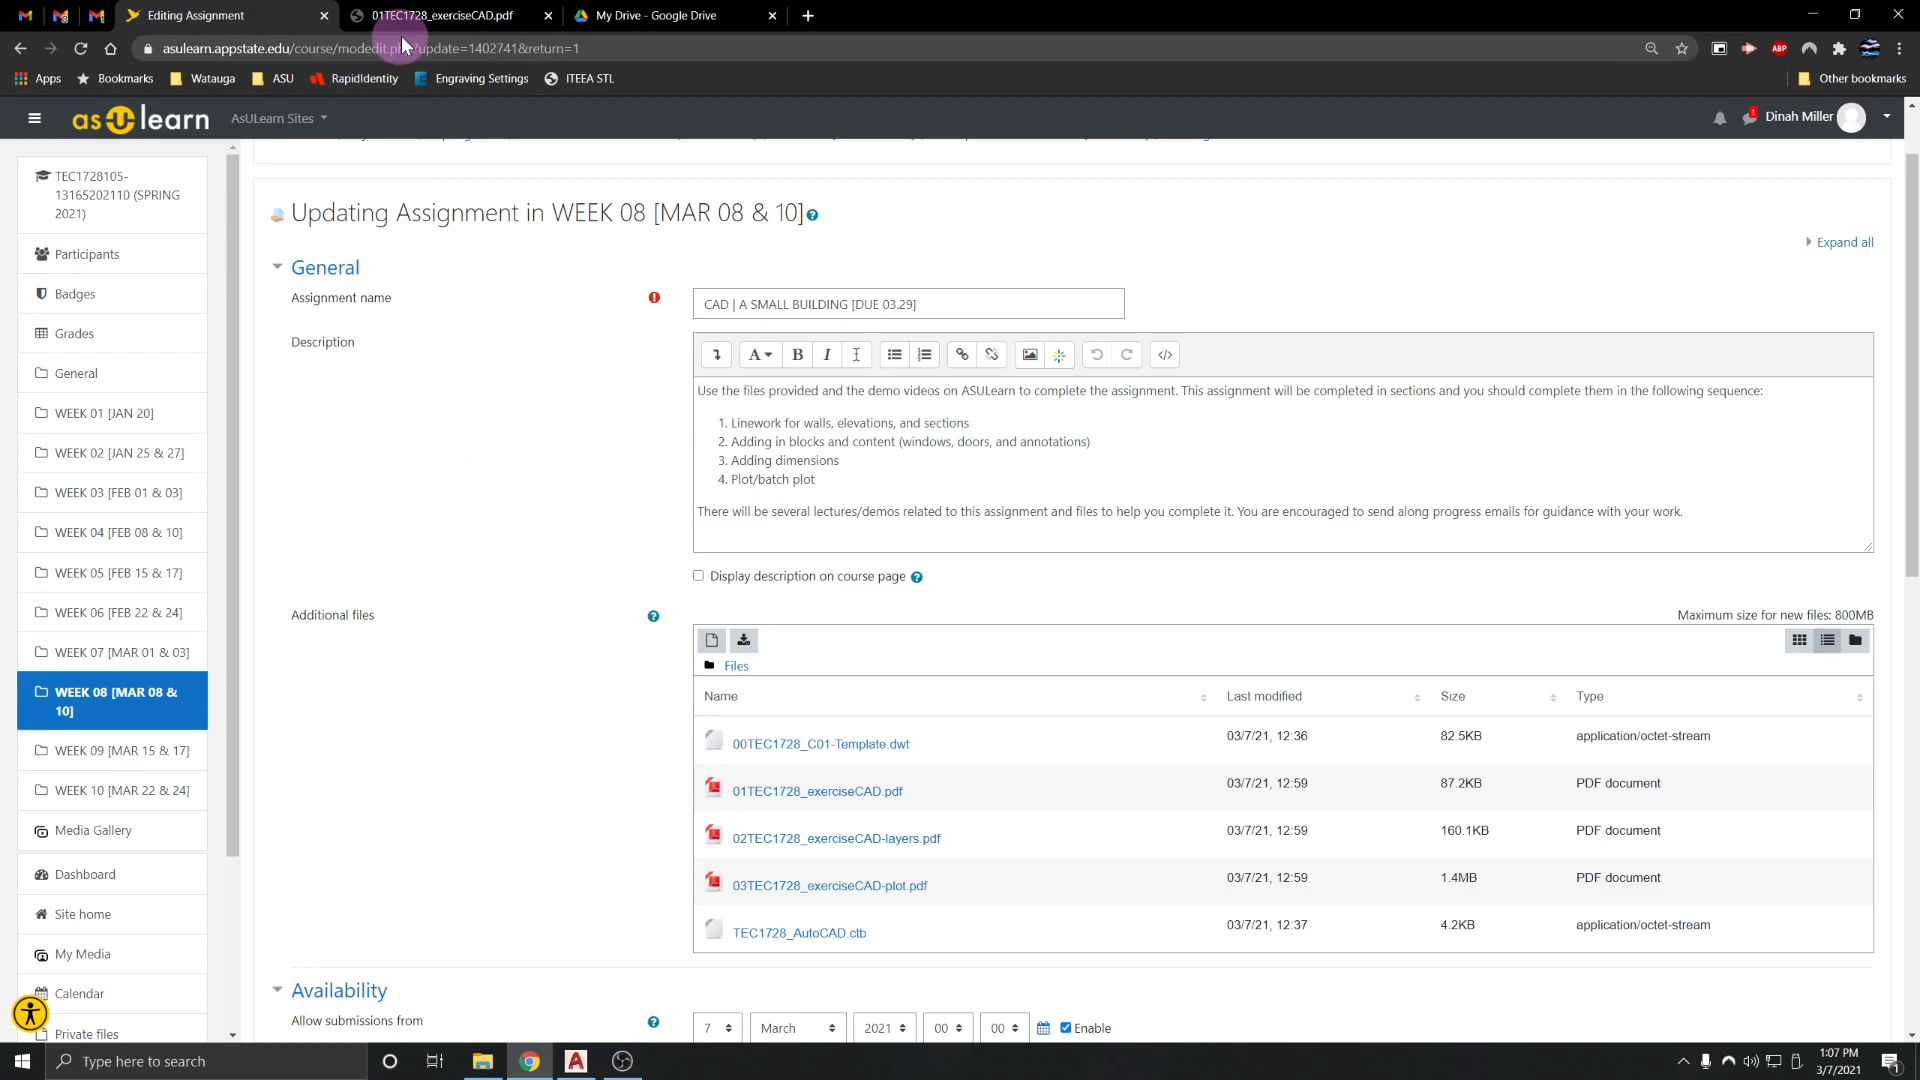 Editing Assignment
01TEC1728_exerciseCAD.pdf
My Drive - Google Drive
asulearn.appstate.edu/course/modedit.php?update=1402741&return=1
Apps
Bookmarks
Watauga
ASU
RapidIdentity
Engraving Settings
ITEEA STL
Other bookmarks
asulearn
AsULearn Sites
1
Dinah Miller
TEC1728105-
13165202110 (SPRING
2021)
Participants
Badges
Grades
General
WEEK 01 [JAN 20]
WEEK 02 [JAN 25 & 27]
WEEK 03 [FEB 01 & 03]
WEEK 04 [FEB 08 & 10]
WEEK 05 [FEB 15 & 17]
WEEK 06 [FEB 22 & 24]
WEEK 07 [MAR 01 & 03]
WEEK 08 [MAR 08 &
10]
WEEK 09 [MAR 15 & 17]
WEEK 10 [MAR 22 & 24]
Media Gallery
Dashboard
Site home
My Media
Calendar
Private files
Updating Assignment in WEEK 08 [MAR 08 & 10]
Expand all
General
Assignment name
CAD | A SMALL BUILDING [DUE 03.29]
Description
Use the files provided and the demo videos on ASULearn to complete the assignment. This assignment will be completed in sections and you should complete them in the following sequence:
1. Linework for walls, elevations, and sections
2. Adding in blocks and content (windows, doors, and annotations)
3. Adding dimensions
4. Plot/batch plot
There will be several lectures/demos related to this assignment and files to help you complete it. You are encouraged to send along progress emails for guidance with your work.
Display description on course page
Additional files
Maximum size for new files: 800MB
Files
Name Last modified Size Type
00TEC1728_C01-Template.dwt 03/7/21, 12:36 82.5KB application/octet-stream
01TEC1728_exerciseCAD.pdf 03/7/21, 12:59 87.2KB PDF document
02TEC1728_exerciseCAD-layers.pdf 03/7/21, 12:59 160.1KB PDF document
03TEC1728_exerciseCAD-plot.pdf 03/7/21, 12:59 1.4MB PDF document
TEC1728_AutoCAD.ctb 03/7/21, 12:37 4.2KB application/octet-stream
Availability
Allow submissions from
7 March 2021 00 00 Enable
Type here to search
1:07 PM
3/7/2021